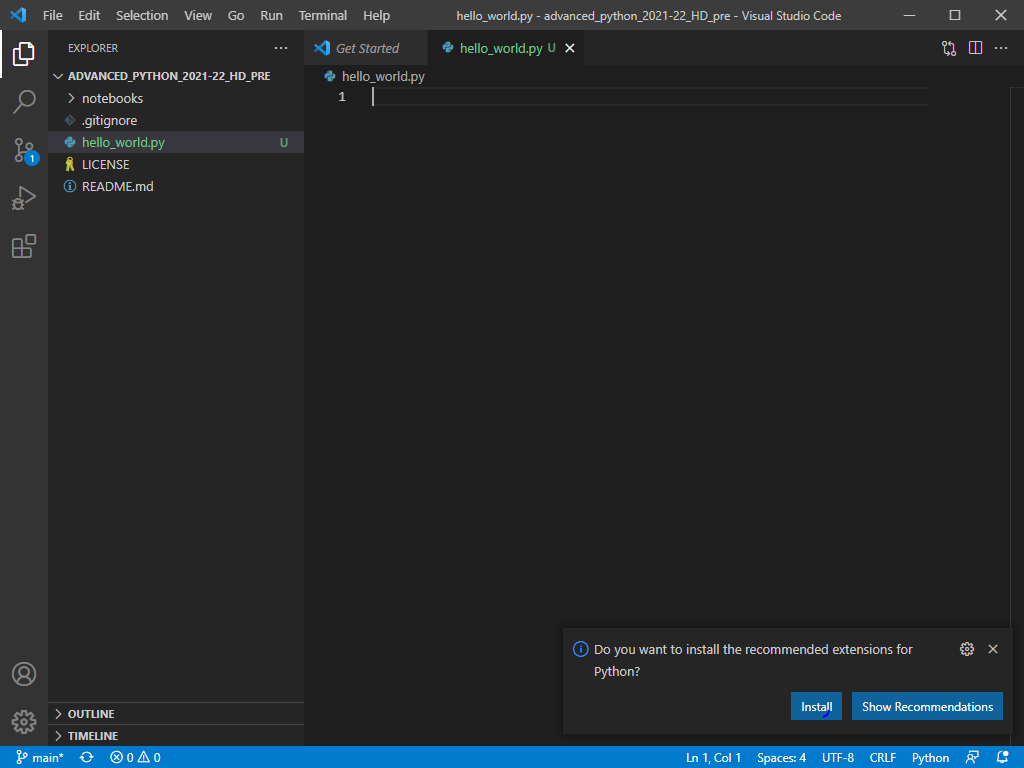 File Edit Selection View Go Run Terminal Help hello_world.py - advanced_python_2021-22_HD_pre - Visual Studio Code
EXPLORER
Get Started
hello_world.py U
ADVANCED_PYTHON_2021-22_HD_PRE
hello_world.py
notebooks
1
.gitignore
hello_world.py U
1
LICENSE
README.md
Do you want to install the recommended extensions for
Python?
Install Show Recommendations
OUTLINE
TIMELINE
main* 0 0 Ln 1, Col 1 Spaces: 4 UTF-8 CRLF Python